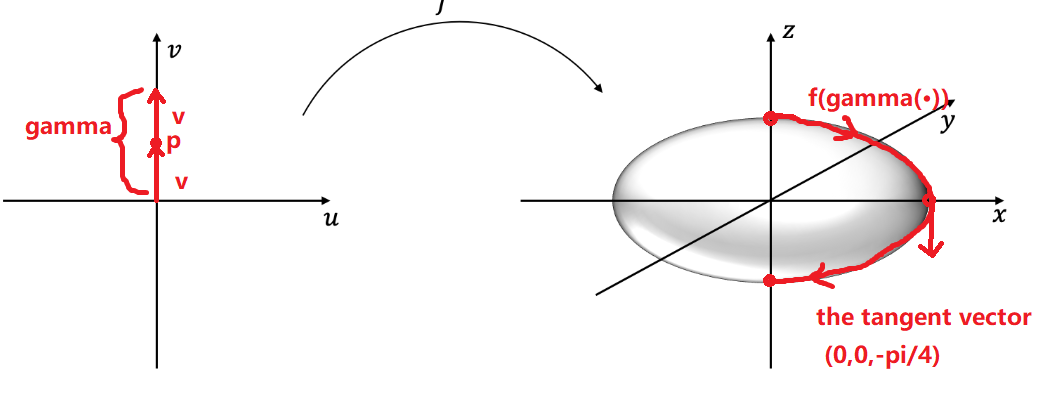 f
v
z
f(gamma(•))
v
gamma
p
y
v
u
x
the tangent vector
(0,0,-pi/4)